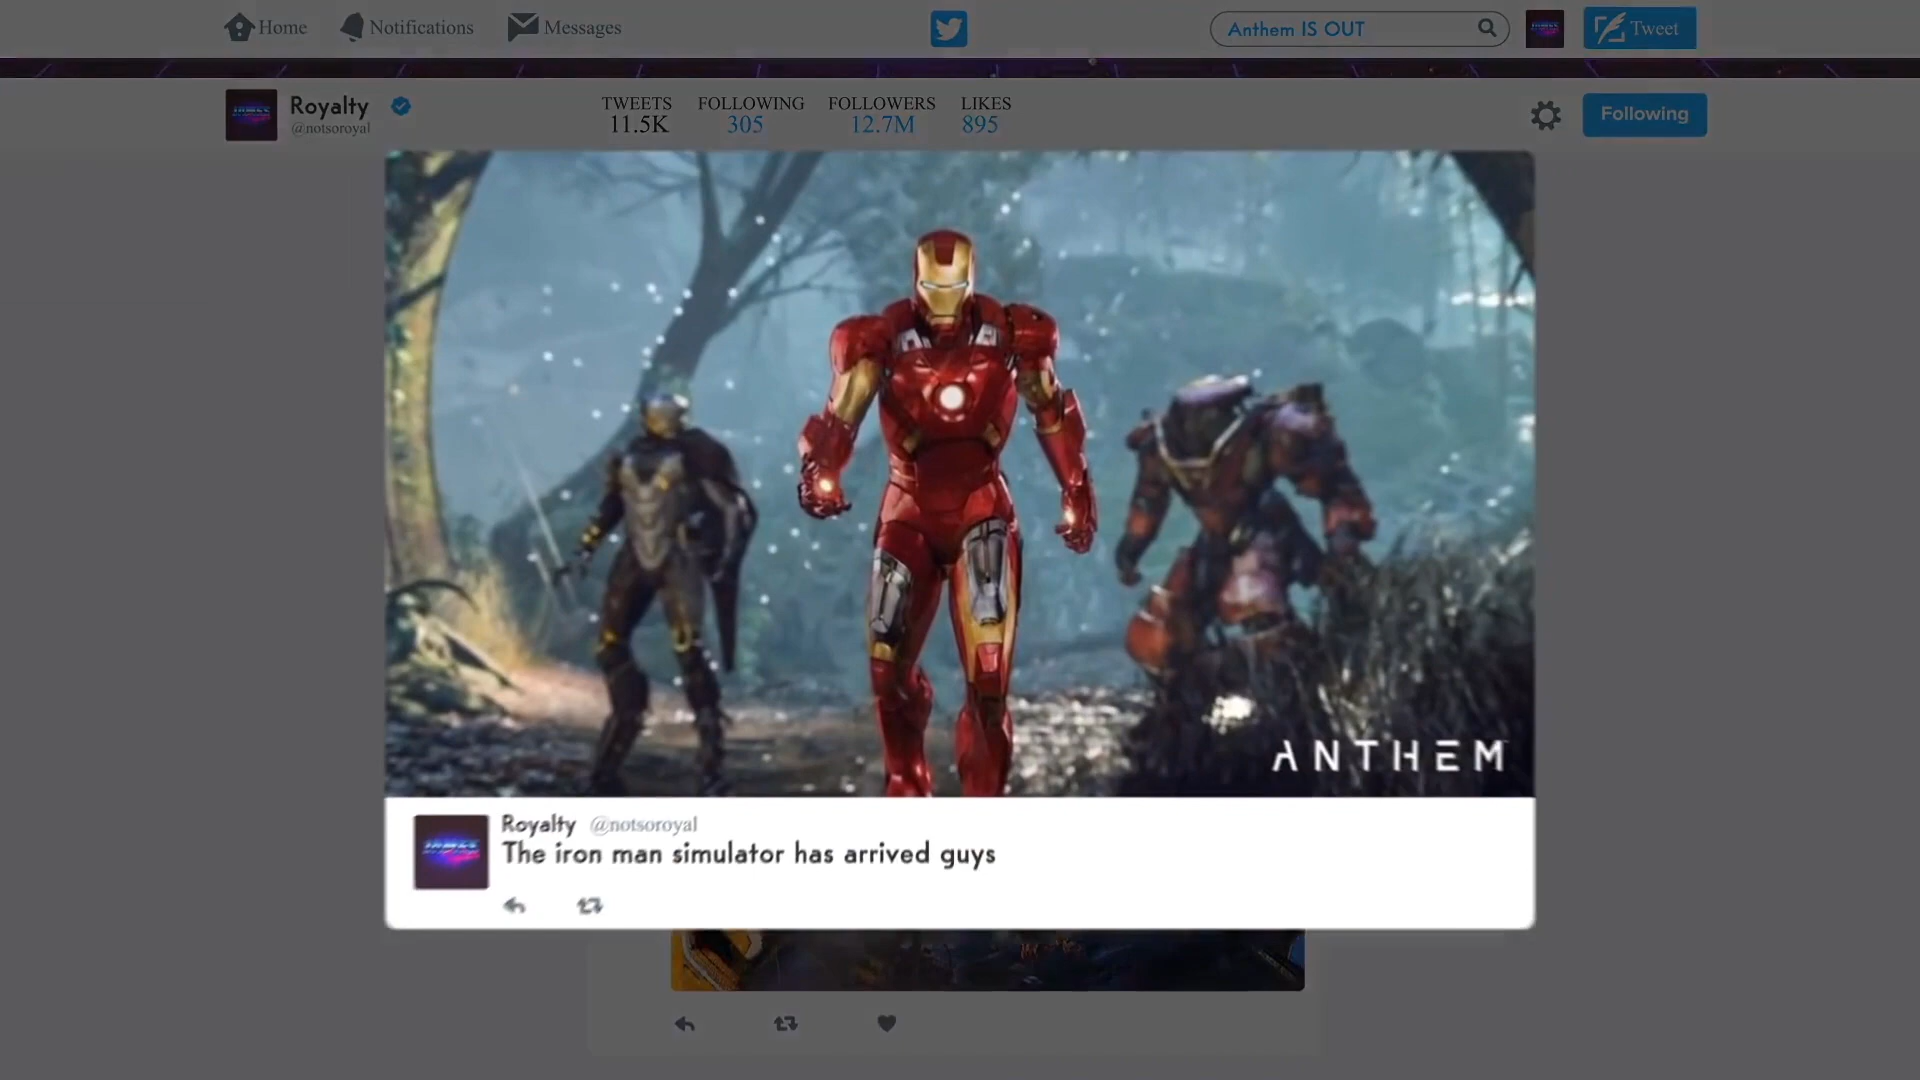 Home Notifications Messages Anthem IS OUT Tweet
Royalty
@notsoroyal
TWEETS FOLLOWING FOLLOWERS LIKES
11.5K 305 12.7M 895
Following
ANTHEM
Royalty @notsoroyal
The iron man simulator has arrived guys